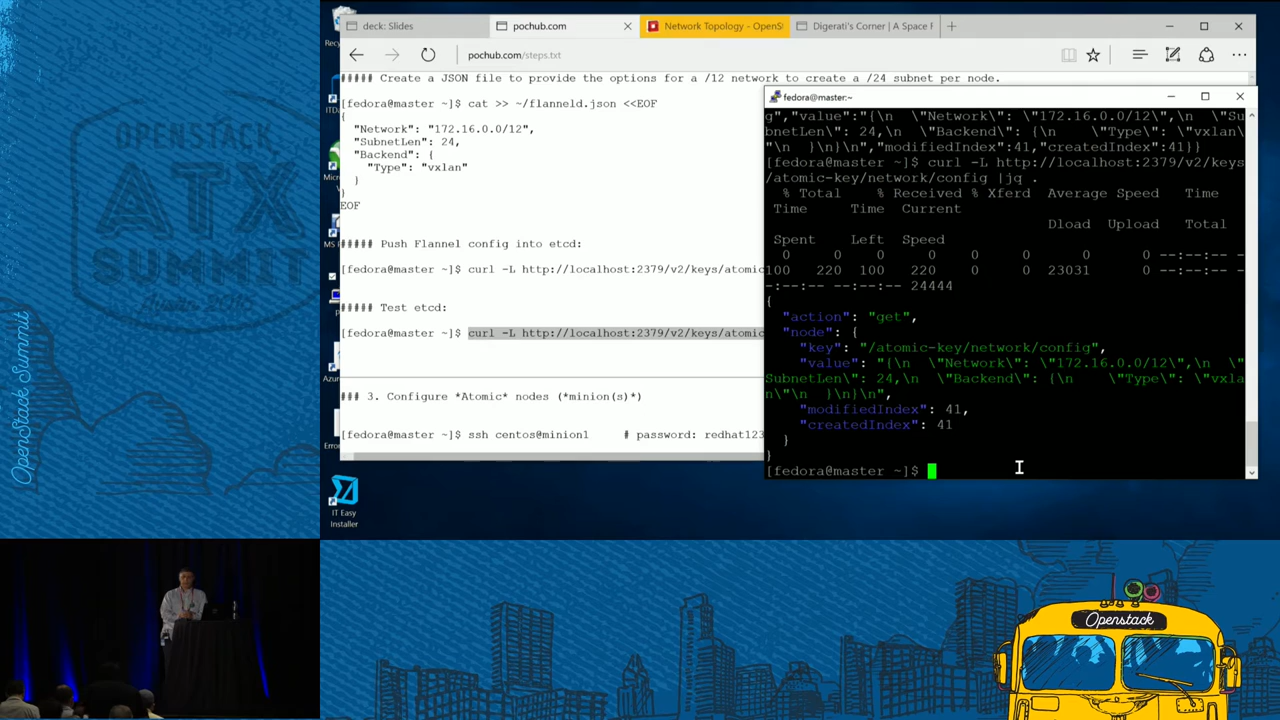 OPENSTACK
ATX
SUMMIT
OpenStack Summit
deck: Slides
pochub.com
Network Topology - OpenS
Digerati's Corner | A Space F
pochub.com/steps.txt
##### Create a JSON file to provide the options for a /12 network to create a /24 subnet per node.
[fedora@master ~]$ cat >> ~/flanneld.json <<EOF
{
"Network": "172.16.0.0/12",
"SubnetLen": 24,
"Backend": {
"Type": "vxlan"
}
}
EOF
##### Push Flannel config into etcd:
[fedora@master ~]$ curl -L http://localhost:2379/v2/keys/atomic
##### Test etcd:
[fedora@master ~]$ curl -L http://localhost:2379/v2/keys/atomic
### 3. Configure *Atomic* nodes (*minion(s)*)
[fedora@master ~]$ ssh centos@minion1 # password: redhat123
fedora@master:~
g","value":"{\n \"Network\": \"172.16.0.0/12\",\n \"Su
bnetLen\": 24,\n \"Backend\": {\n \"Type\": \"vxlan\
"\n }\n}\n","modifiedIndex":41,"createdIndex":41}}
[fedora@master ~]$ curl -L http://localhost:2379/v2/keys
/atomic-key/network/config |jq .
% Total % Received % Xferd Average Speed Time
Time Time Current
Dload Upload Total
Spent Left Speed
0 0 0 0 0 0 0 0 --:--:-- -
100 220 100 220 0 0 23031 0 --:--:-- -
-:--:-- --:--:-- 24444
{
"action": "get",
"node": {
"key": "/atomic-key/network/config",
"value": "{\n \"Network\": \"172.16.0.0/12\",\n \"
SubnetLen\": 24,\n \"Backend\": {\n \"Type\": \"vxla
n\"\n }\n}\n",
"modifiedIndex": 41,
"createdIndex": 41
}
}
[fedora@master ~]$
IT Easy
Installer
Openstack